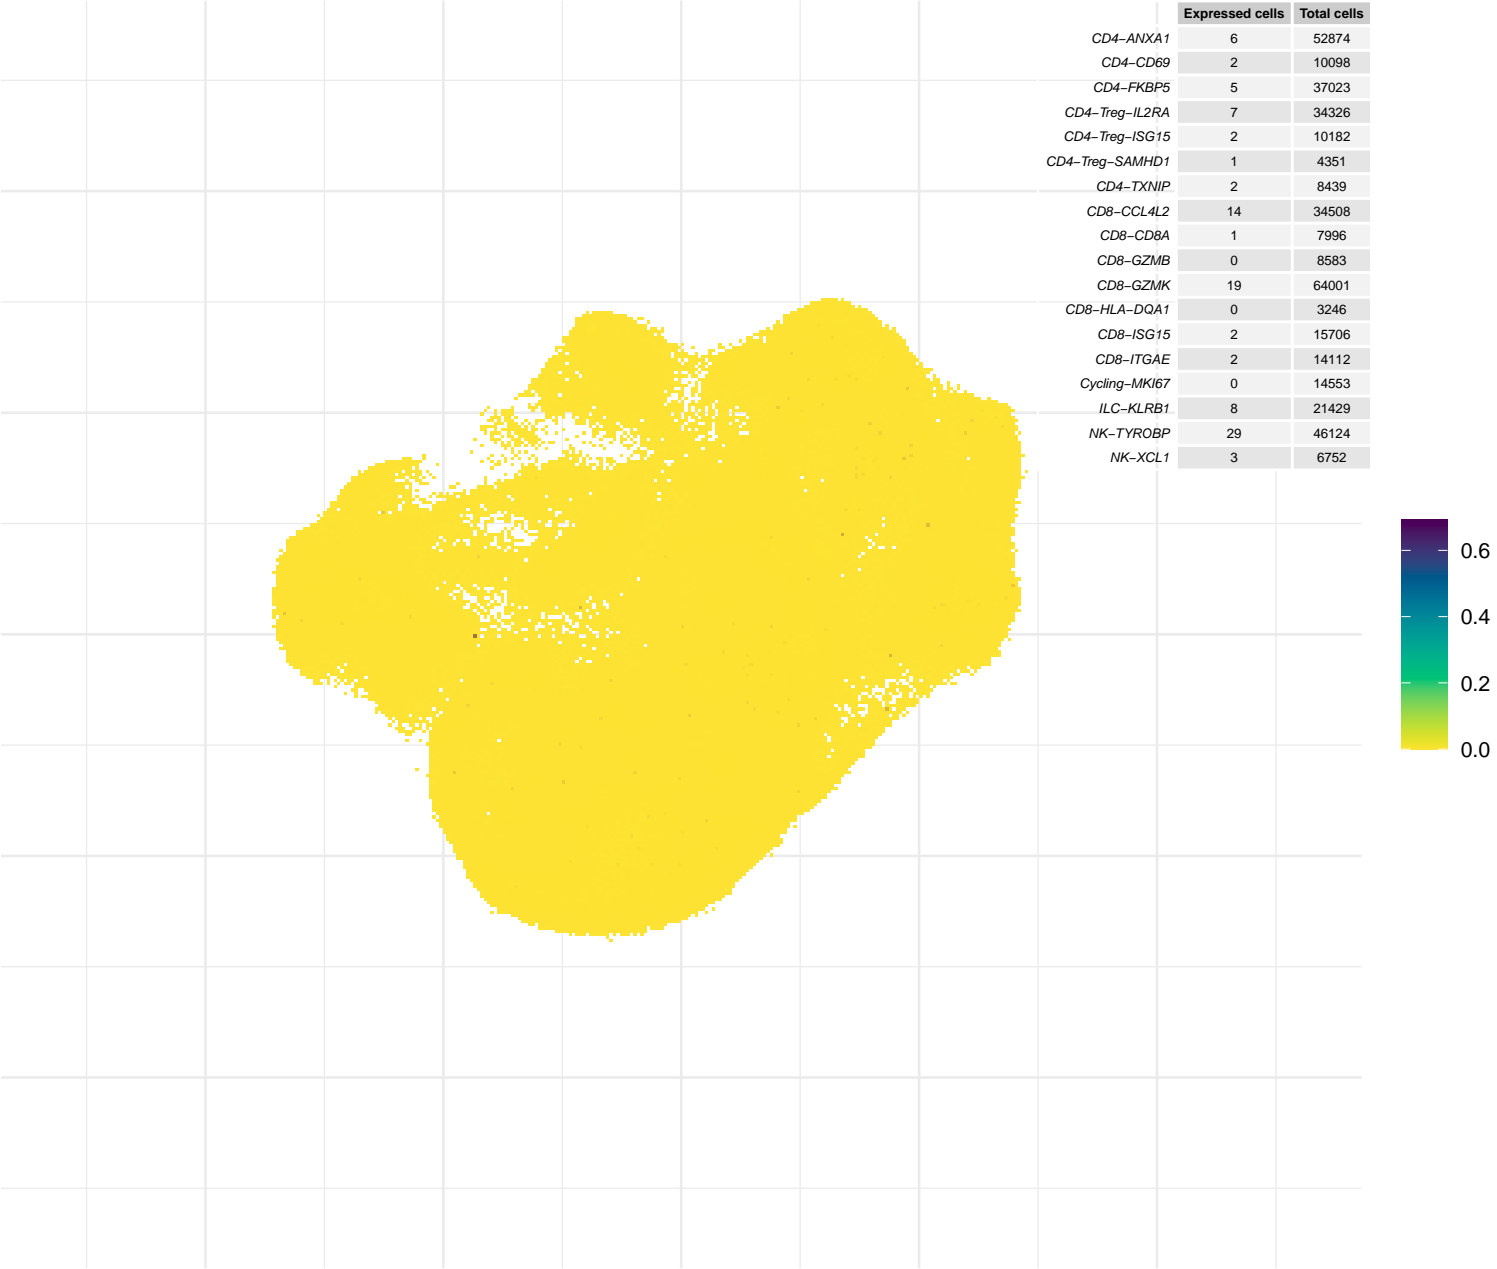 Expressed cells Total cells
CD4−ANXA1 6 52874
CD4−CD69 2 10098
CD4−FKBP5 5 37023
CD4−Treg−IL2RA 7 34326
CD4−Treg−ISG15 2 10182
CD4−Treg−SAMHD1 1 4351
CD4−TXNIP 2 8439
CD8−CCL4L2 14 34508
CD8−CD8A 1 7996
CD8−GZMB 0 8583
CD8−GZMK 19 64001
CD8−HLA−DQA1 0 3246
CD8−ISG15 2 15706
CD8−ITGAE 2 14112
Cycling−MKI67 0 14553
ILC−KLRB1 8 21429
NK−TYROBP 29 46124
NK−XCL1 3 6752
0.6
0.4
0.2
0.0